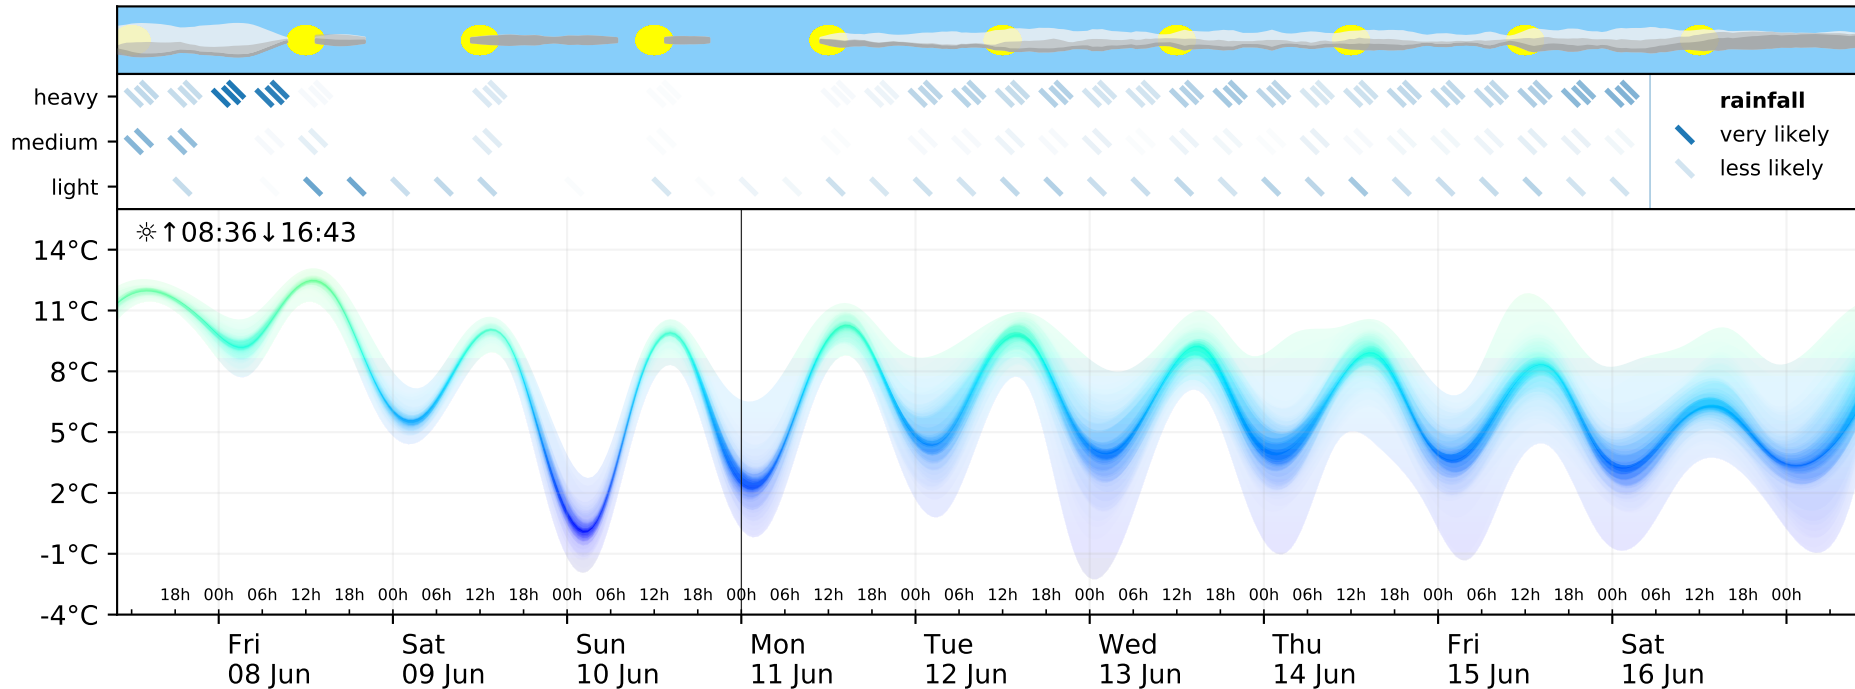 heavy
medium
light
rainfall
very likely
less likely
☼↑08:36↓16:43
14°C
11°C
8°C
5°C
2°C
-1°C
-4°C
18h 00h 06h 12h 18h 00h 06h 12h 18h 00h 06h 12h 18h 00h 06h 12h 18h 00h 06h 12h 18h 00h 06h 12h 18h 00h 06h 12h 18h 00h 06h 12h 18h 00h 06h 12h 18h 00h
Fri Sat Sun Mon Tue Wed Thu Fri Sat
08 Jun 09 Jun 10 Jun 11 Jun 12 Jun 13 Jun 14 Jun 15 Jun 16 Jun